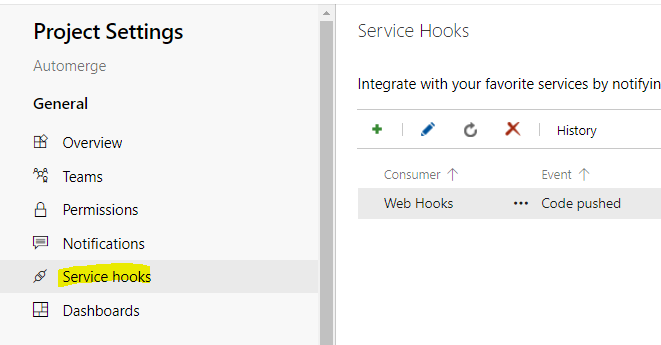 Project Settings
Automerge
General
Overview
Teams
Permissions
Notifications
Service hooks
Dashboards
Service Hooks
Integrate with your favorite services by notifyin
History
Consumer Event
Web Hooks ... Code pushed